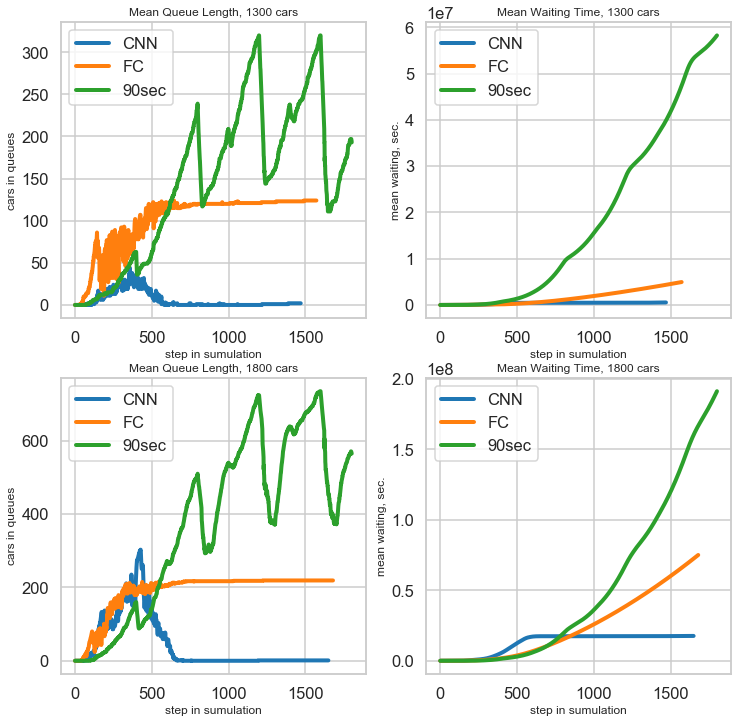 Mean Queue Length, 1300 cars
350
300
250
200
150
100
50
0
cars in queues
CNN
FC
90sec
0 500 1000 1500
step in sumulation
Mean Waiting Time, 1300 cars
1e7
6
5
4
3
2
1
0
mean waiting, sec.
CNN
FC
90sec
0 500 1000 1500
step in sumulation
Mean Queue Length, 1800 cars
600
400
200
0
cars in queues
CNN
FC
90sec
0 500 1000 1500
step in sumulation
Mean Waiting Time, 1800 cars
1e8
2.0
1.5
1.0
0.5
0.0
mean waiting, sec.
CNN
FC
90sec
0 500 1000 1500
step in sumulation